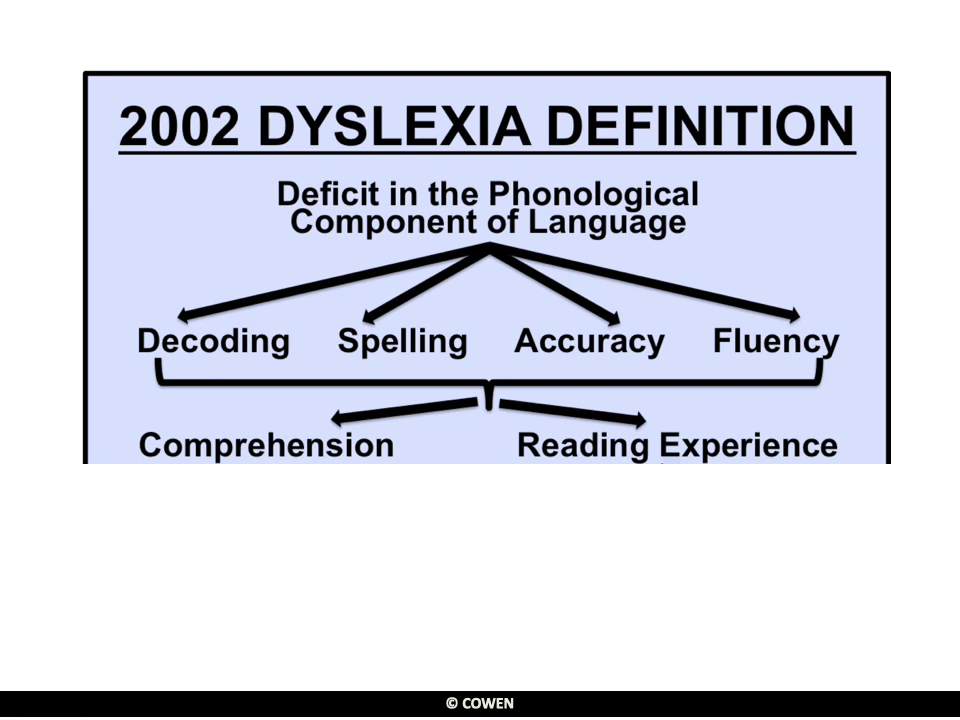 2002 DYSLEXIA DEFINITION
Deficit in the Phonological
Component of Language
Decoding Spelling Accuracy Fluency
Comprehension Reading Experience
© COWEN